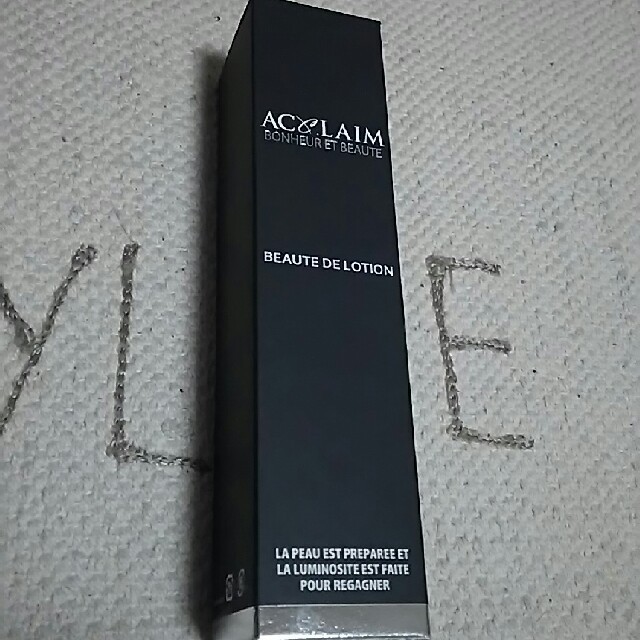 ACCLAIM
BONHEUR ET BEAUTE
BEAUTE DE LOTION
YL E
LA PEAU EST PREPAREE ET
LA LUMINOSITE EST FAITE
POUR REGAGNER